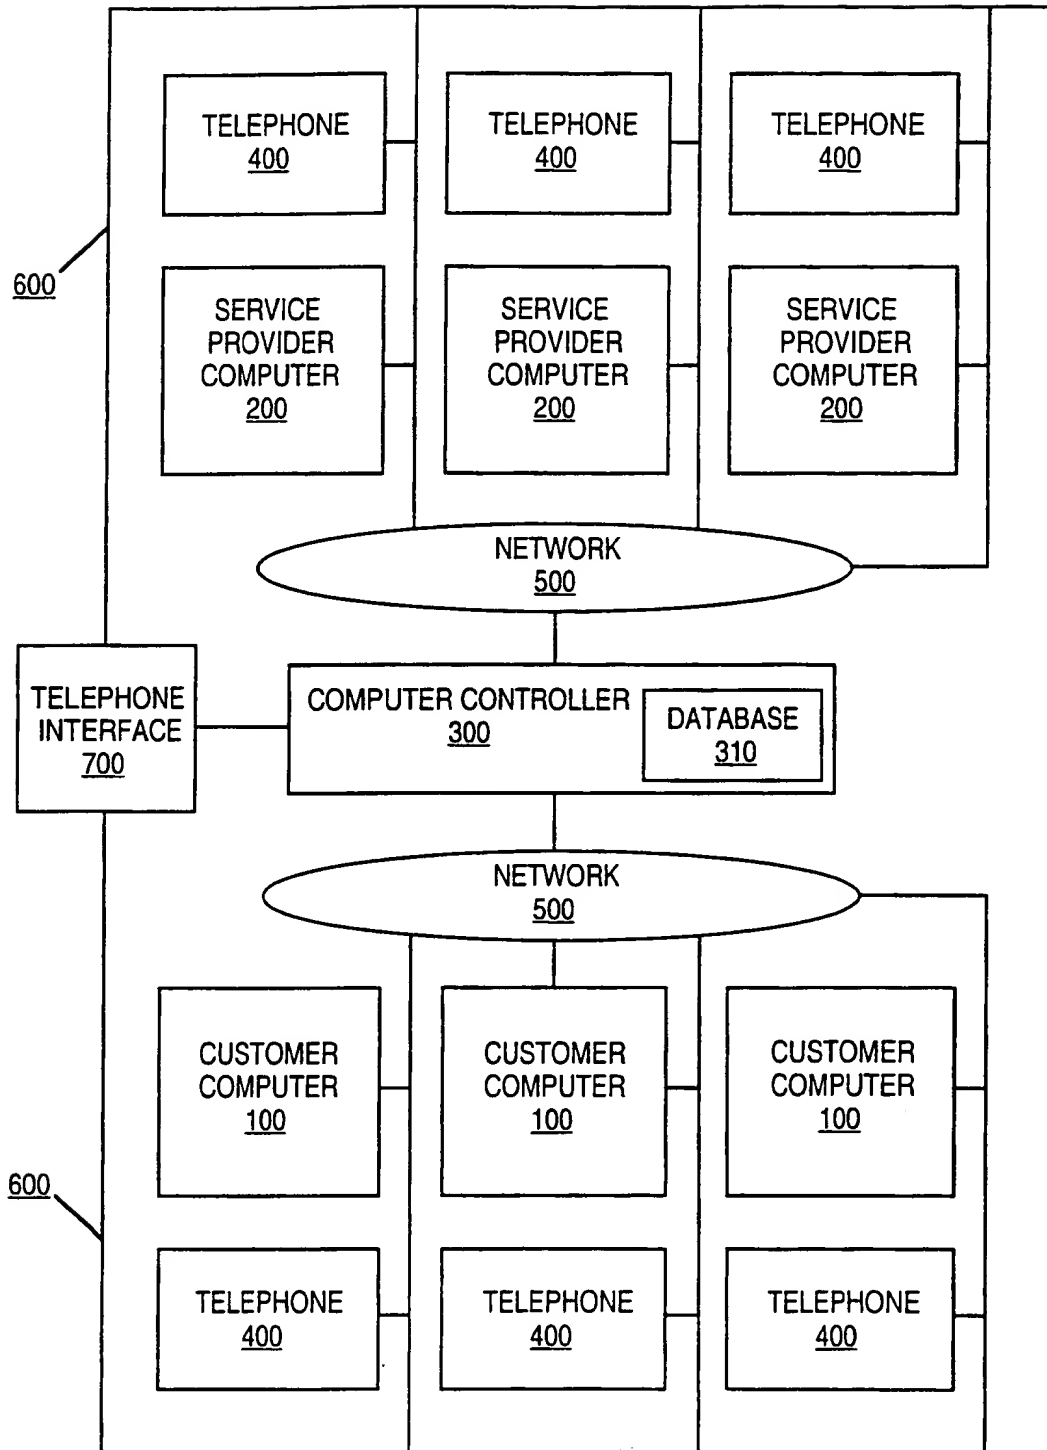 TELEPHONE
400
TELEPHONE
400
TELEPHONE
400
600
SERVICE
PROVIDER
COMPUTER
200
SERVICE
PROVIDER
COMPUTER
200
SERVICE
PROVIDER
COMPUTER
200
NETWORK
500
TELEPHONE
INTERFACE
700
COMPUTER CONTROLLER
300
DATABASE
310
NETWORK
500
CUSTOMER
COMPUTER
100
CUSTOMER
COMPUTER
100
CUSTOMER
COMPUTER
100
600
TELEPHONE
400
TELEPHONE
400
TELEPHONE
400